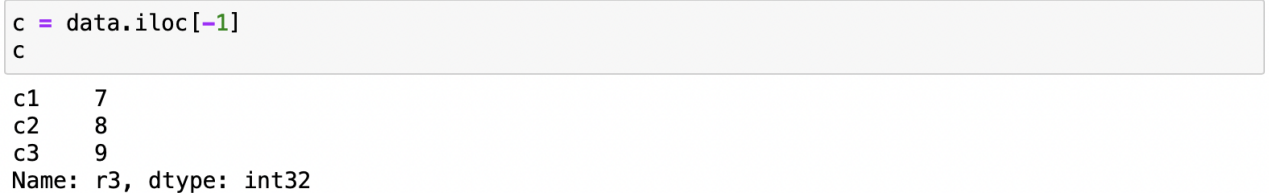 c = data.iloc[-1]
c
c1    7
c2    8
c3    9
Name: r3, dtype: int32